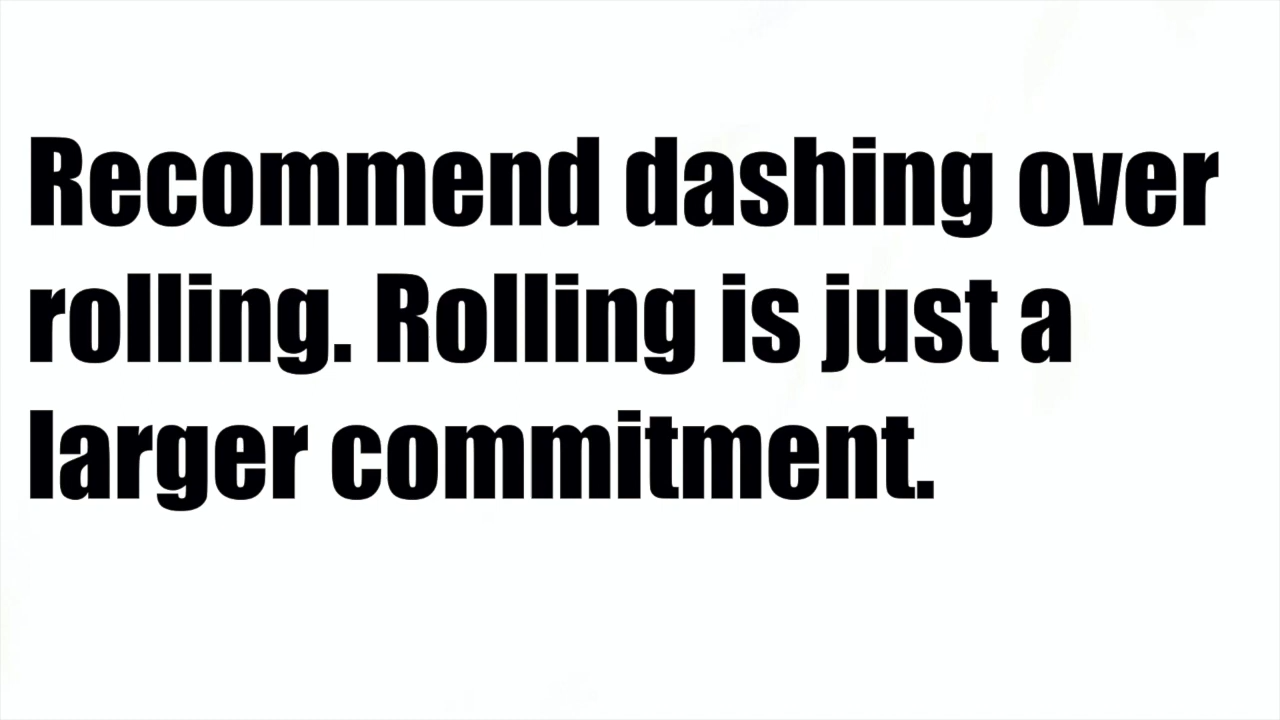 Recommend dashing over
rolling. Rolling is just a
larger commitment.